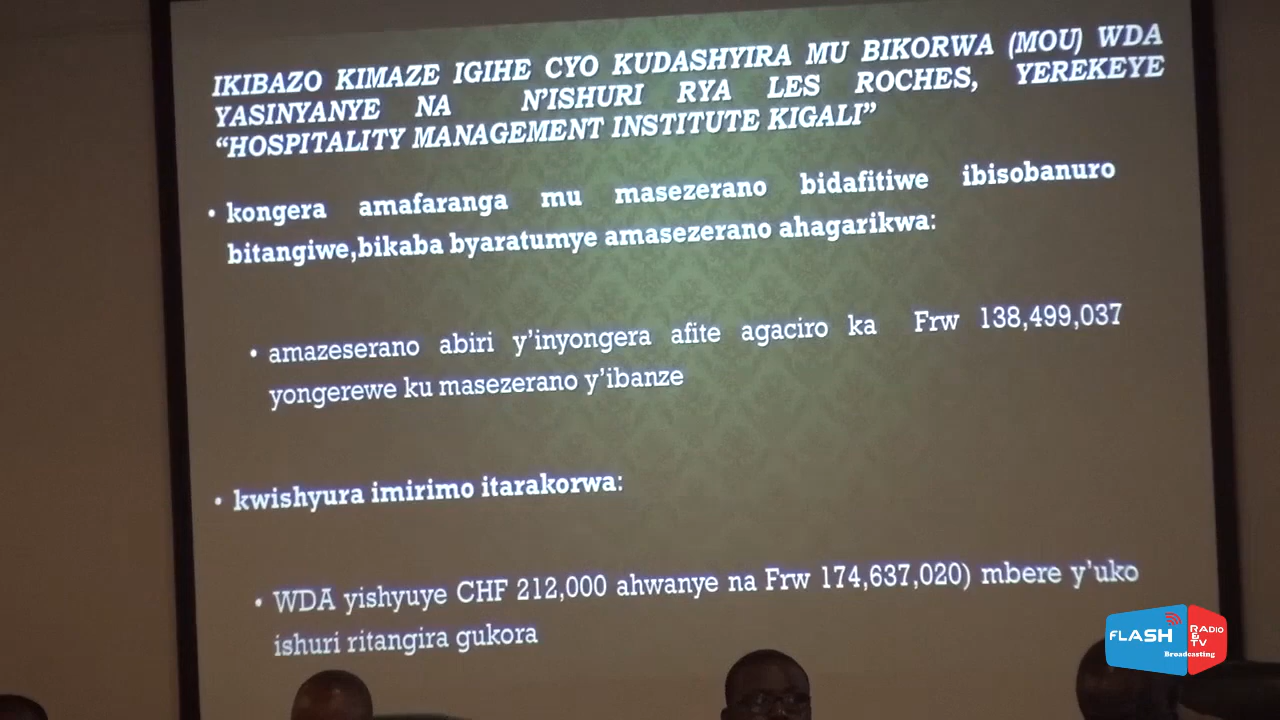 IKIBAZO KIMAZE IGIHE CYO KUDASHYIRA MU BIKORWA (MOU) WDA
YASINYANYE NA N’ISHURI RYA LES ROCHES, YEREKEYE
“HOSPITALITY MANAGEMENT INSTITUTE KIGALI”
• kongera amafaranga mu masezerano bidafitiwe ibisobanuro
bitangiwe,bikaba byaratumye amasezerano ahagarikwa:
• amazeserano abiri y’inyongera afite agaciro ka Frw 138,499,037
yongerewe ku masezerano y’ibanze
• kwishyura imirimo itarakorwa:
• WDA yishyuye CHF 212,000 ahwanye na Frw 174,637,020) mbere y’uko
ishuri ritangira gukora
FLASH RADIO & TV
Broadcasting